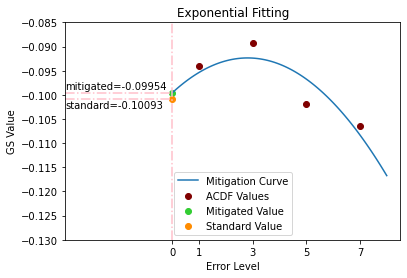 Exponential Fitting
−0.085
−0.090
−0.095
mitigated=-0.09954
−0.100
standard=-0.10093
−0.105
−0.110
−0.115
−0.120
−0.125
−0.130
GS Value
Mitigation Curve
ACDF Values
Mitigated Value
Standard Value
0 1 3 5 7
Error Level